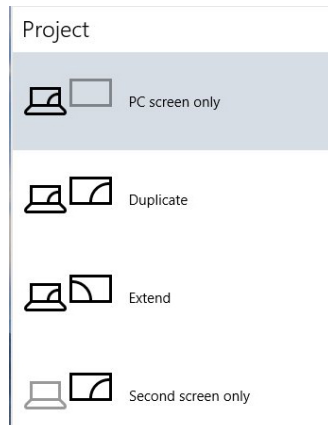 Project
PC screen only
Duplicate
Extend
Second screen only